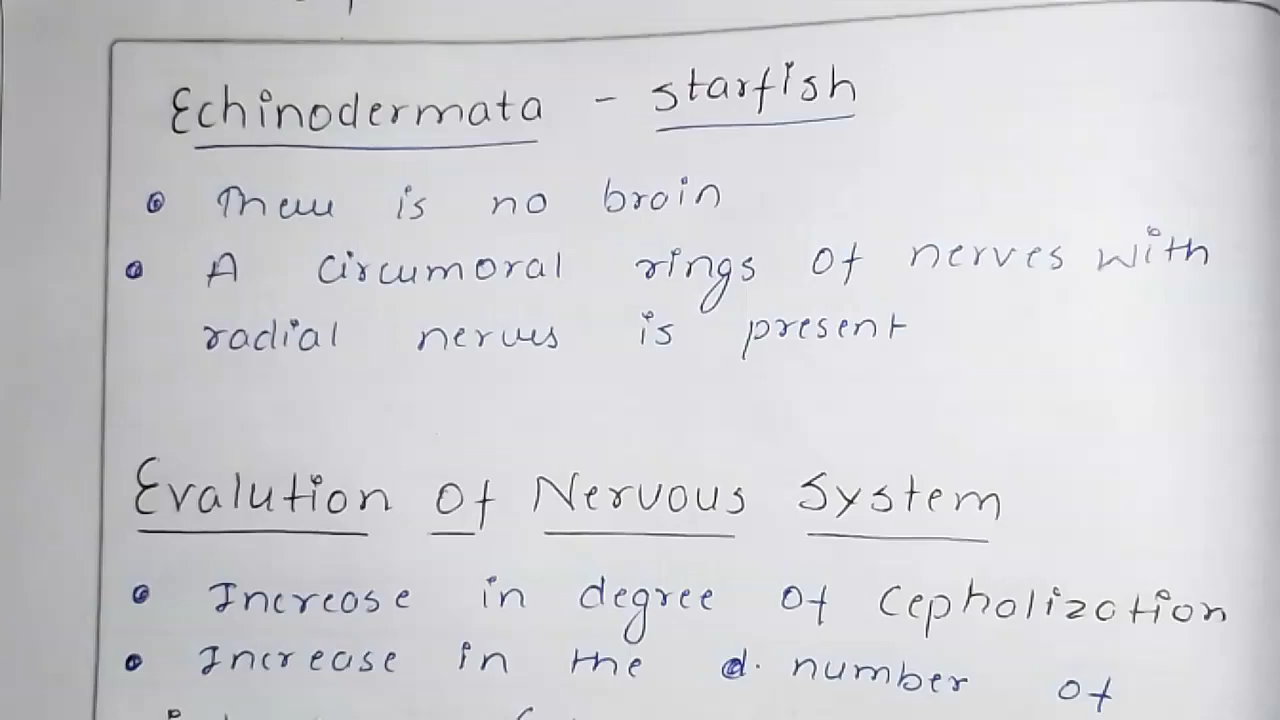 Echinodermata - starfish
There is no brain
A circumoral rings of nerves with
radial nerves is present
Evalution of Nervous System
Increase in degree of Cephalization
Increase in the d. number of